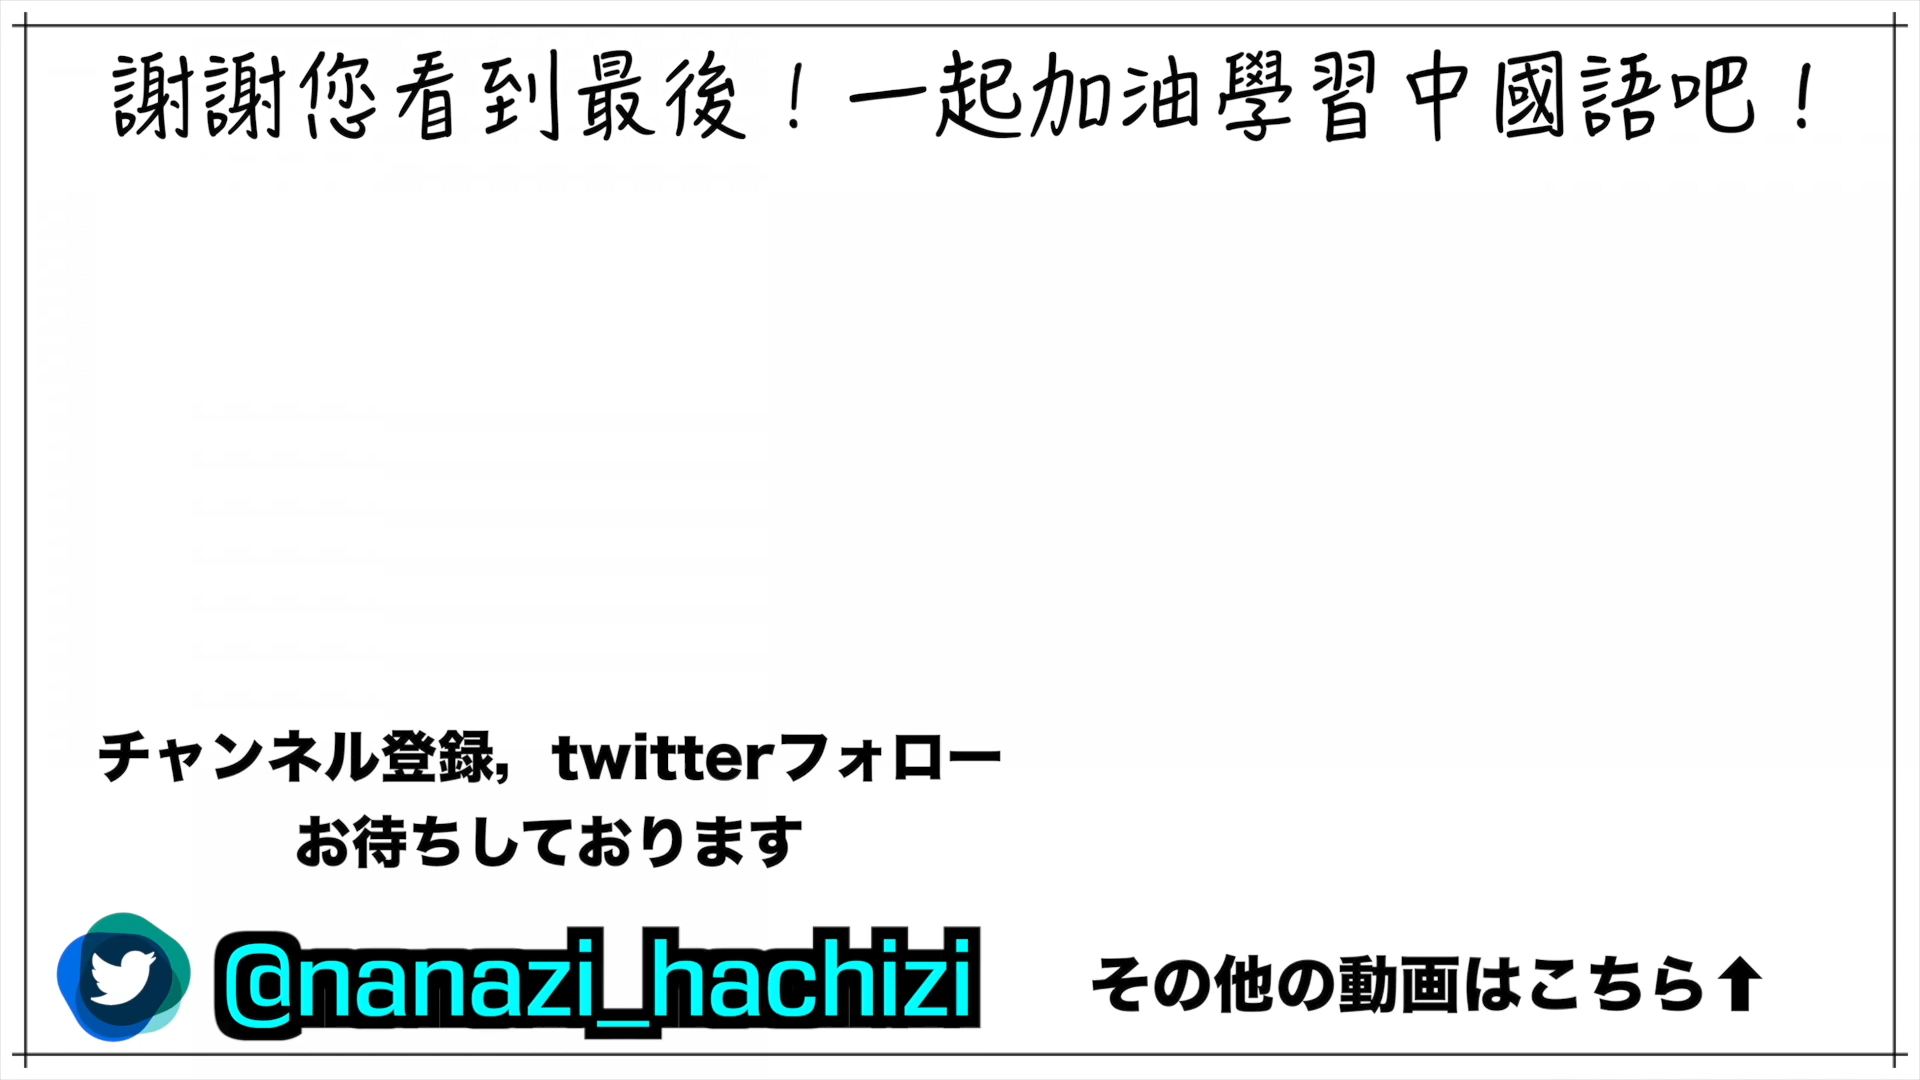 謝謝您看到最後！一起加油學習中國語吧！
チャンネル登録，twitterフォロー
お待ちしております
@nanazi_hachizi
その他の動画はこちら⬆